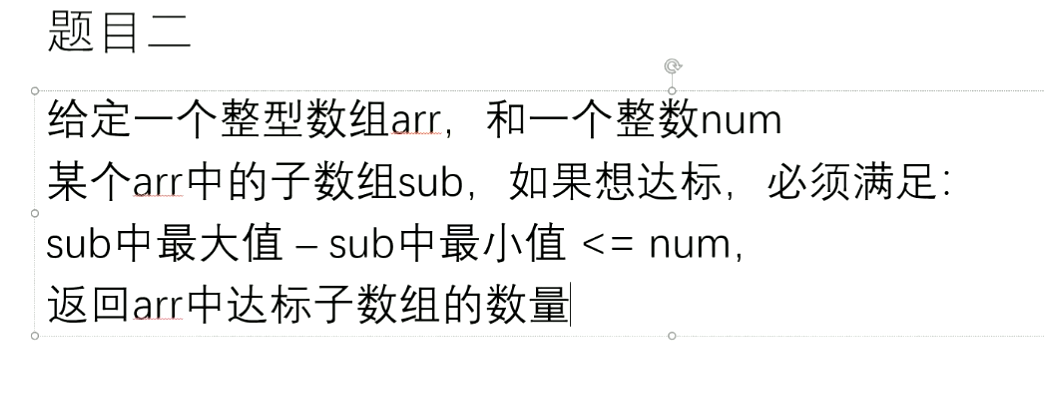 题目二
给定一个整型数组arr，和一个整数num
某个arr中的子数组sub，如果想达标，必须满足：
sub中最大值 – sub中最小值 <= num，
返回arr中达标子数组的数量